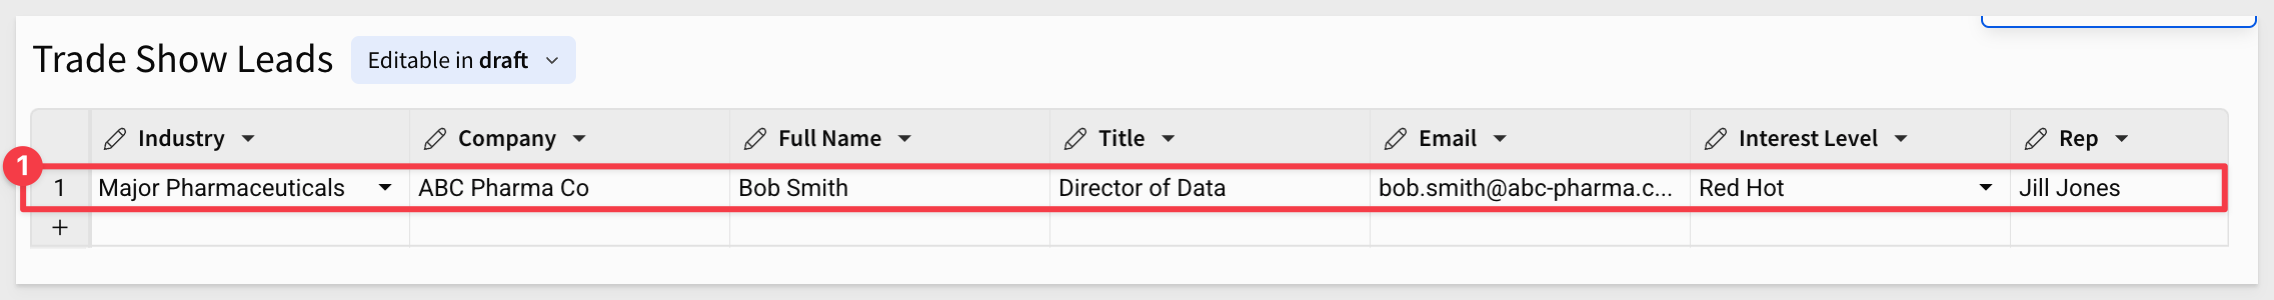 Trade Show Leads Editable in draft
Industry Company Full Name Title Email Interest Level Rep
1
1 Major Pharmaceuticals ABC Pharma Co Bob Smith Director of Data bob.smith@abc-pharma.c... Red Hot Jill Jones
+